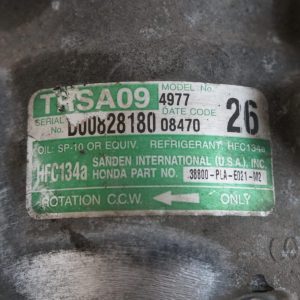 TRSA09 MODEL No. 4977
SERIAL No. D00828180 DATE CODE 08470 26
OIL: SP-10 OR EQUIV. REFRIGERANT: HFC134a
HFC134a SANDEN INTERNATIONAL (U.S.A.), INC.
HONDA PART NO. 38800-PLA-E021-M2
ROTATION C.C.W. ONLY